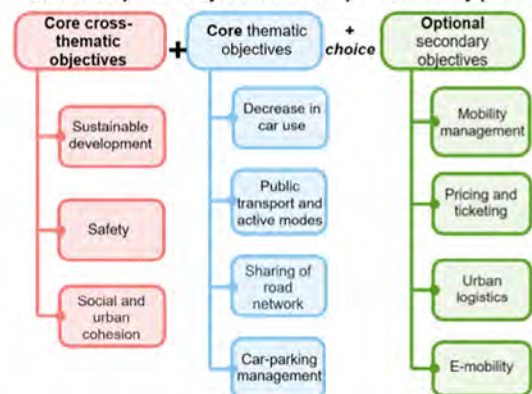 Core cross-
thematic
objectives
+
Core thematic
objectives
+
choice
Optional
secondary
objectives
Sustainable
development
Safety
Social and
urban
cohesion
Decrease in
car use
Public
transport and
active modes
Sharing of
road
network
Car-parking
management
Mobility
management
Pricing and
ticketing
Urban
logistics
E-mobility